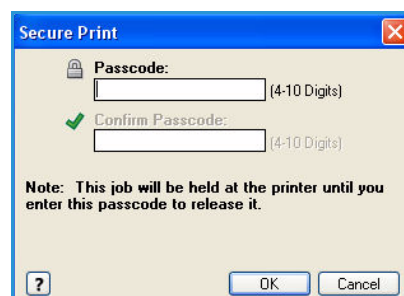 Secure Print
Passcode:
(4-10 Digits)
Confirm Passcode:
(4-10 Digits)
Note: This job will be held at the printer until you
enter this passcode to release it.
? OK Cancel